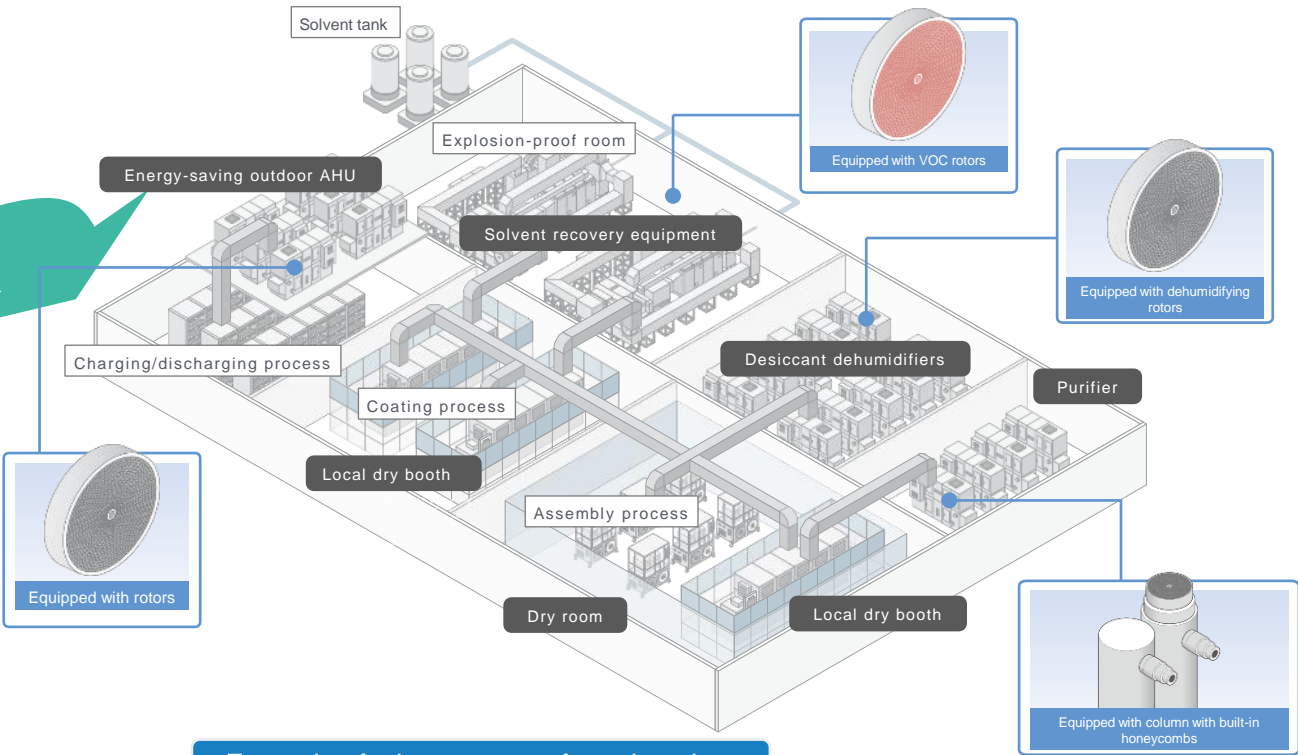 Solvent tank
Explosion-proof room
Equipped with VOC rotors
Energy-saving outdoor AHU
Solvent recovery equipment
Equipped with dehumidifying
rotors
Charging/discharging process
Desiccant dehumidifiers
Purifier
Coating process
Local dry booth
Assembly process
Equipped with rotors
Dry room
Local dry booth
Equipped with column with built-in
honeycombs